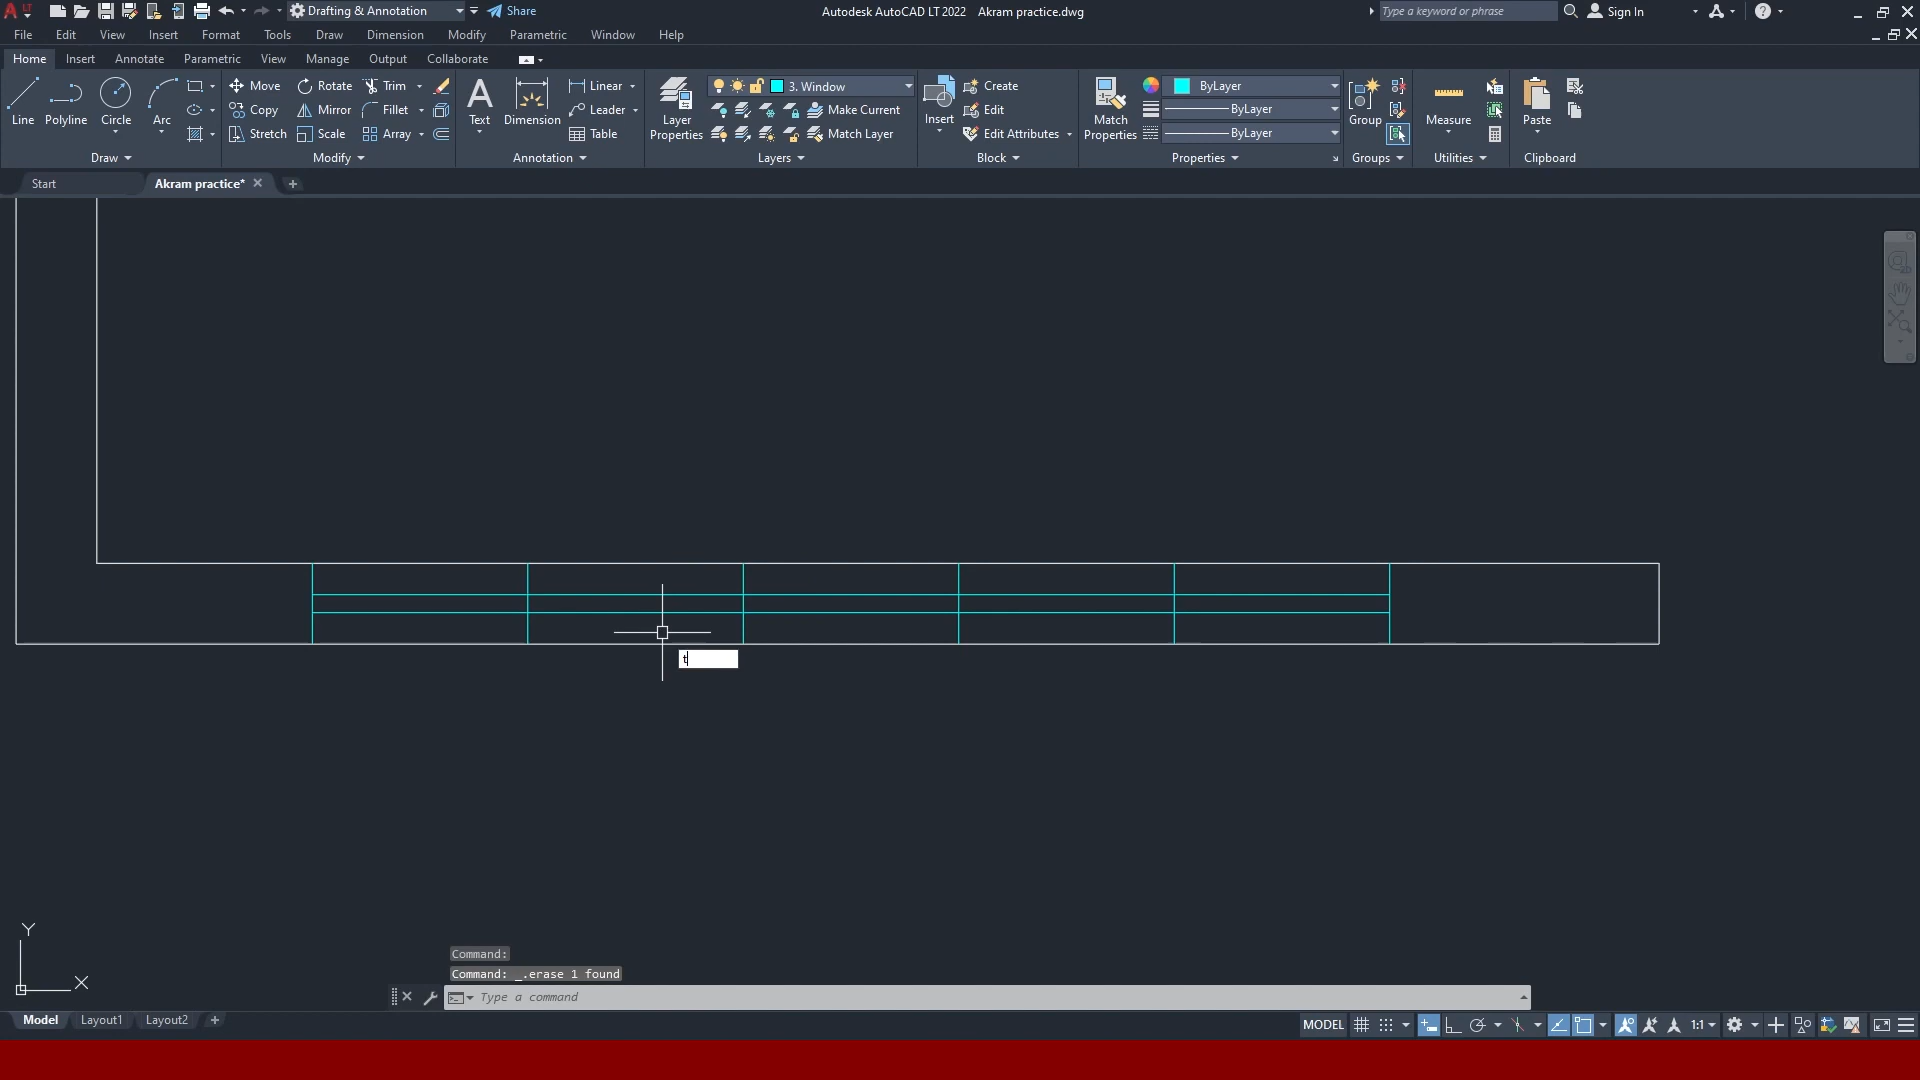 A LT Drafting & Annotation Share Autodesk AutoCAD LT 2022 Akram practice.dwg Type a keyword or phrase Sign In ?
File Edit View Insert Format Tools Draw Dimension Modify Parametric Window Help
Home Insert Annotate Parametric View Manage Output Collaborate
Line Polyline Circle Arc
Move Rotate Trim
Copy Mirror Fillet
Stretch Scale Array
Draw Modify
A Text Dimension
Linear
Leader
Table
Annotation
Layer Properties
3. Window
Make Current
Match Layer
Layers
Insert
Create
Edit
Edit Attributes
Block
Match Properties
ByLayer
ByLayer
ByLayer
Properties
Group
Groups
Measure
Utilities
Paste
Clipboard
Start Akram practice*
t
Y
X
Command:
Command: _.erase 1 found
Type a command
Model Layout1 Layout2
MODEL 1:1